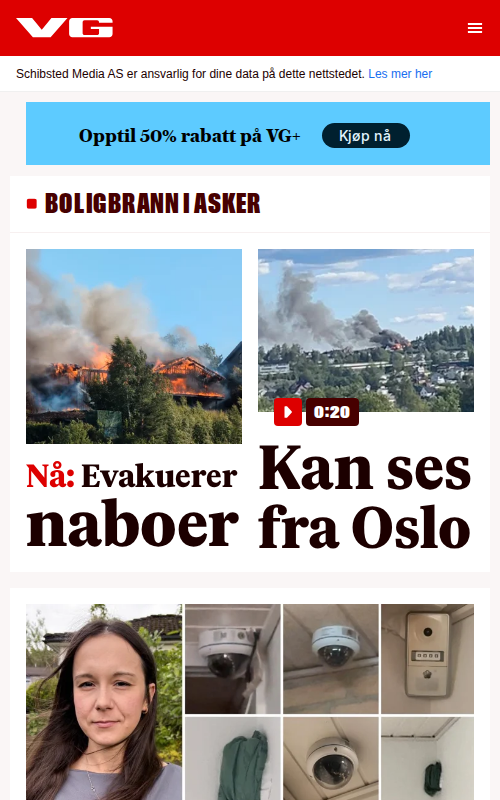 VG
Schibsted Media AS er ansvarlig for dine data på dette nettstedet. Les mer her
Opptil 50% rabatt på VG+ Kjøp nå
BOLIGBRANN I ASKER
0:20
Nå: Evakuerer
naboer
Kan ses
fra Oslo